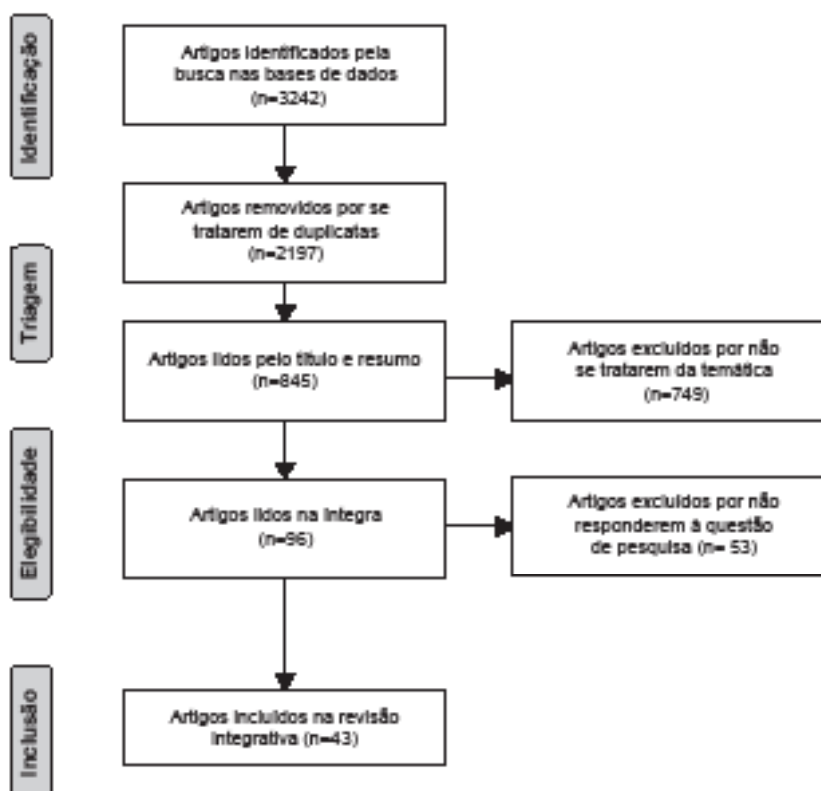 Identificação
Artigos identificados pela
busca nas bases de dados
(n=3242)
Artigos removidos por se
tratarem de duplicatas
(n=2197)
Triagem
Artigos lidos pelo título e resumo
(n=845)
Artigos excluídos por não
se tratarem da temática
(n=749)
Elegibilidade
Artigos lidos na íntegra
(n=96)
Artigos excluídos por não
responderem à questão
de pesquisa (n= 53)
Inclusão
Artigos incluídos na revisão
integrativa (n=43)